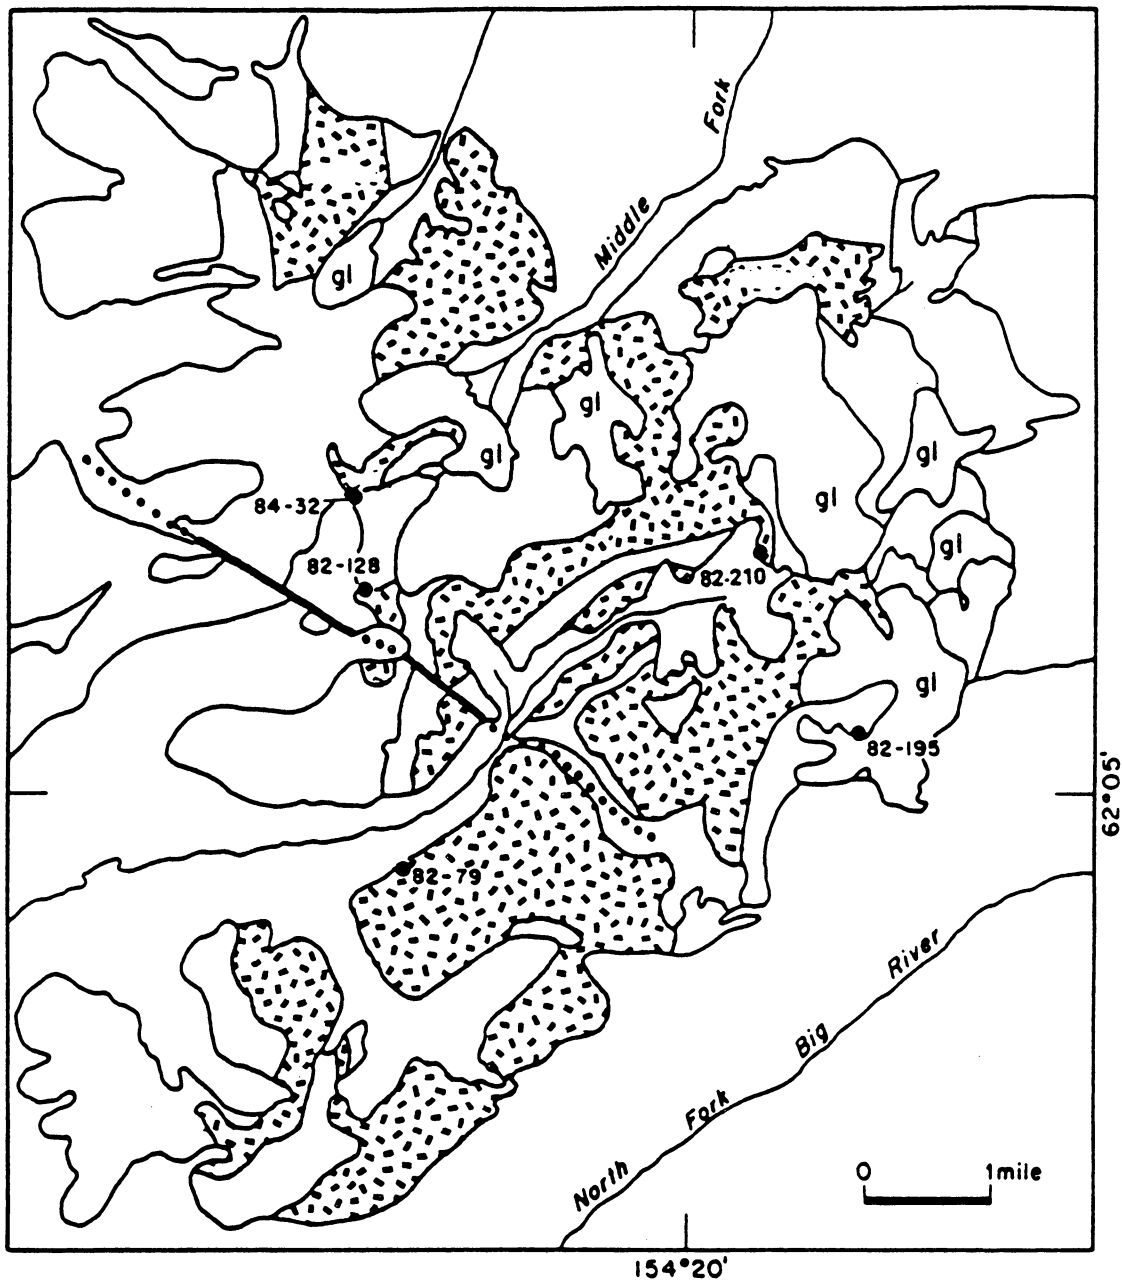 Middle Fork
gl
gl
gl
gl
84-32
gl
gl
82-128
82-210
gl
82-195
62°05'
82-79
North Fork Big River
0 1mile
154°20'